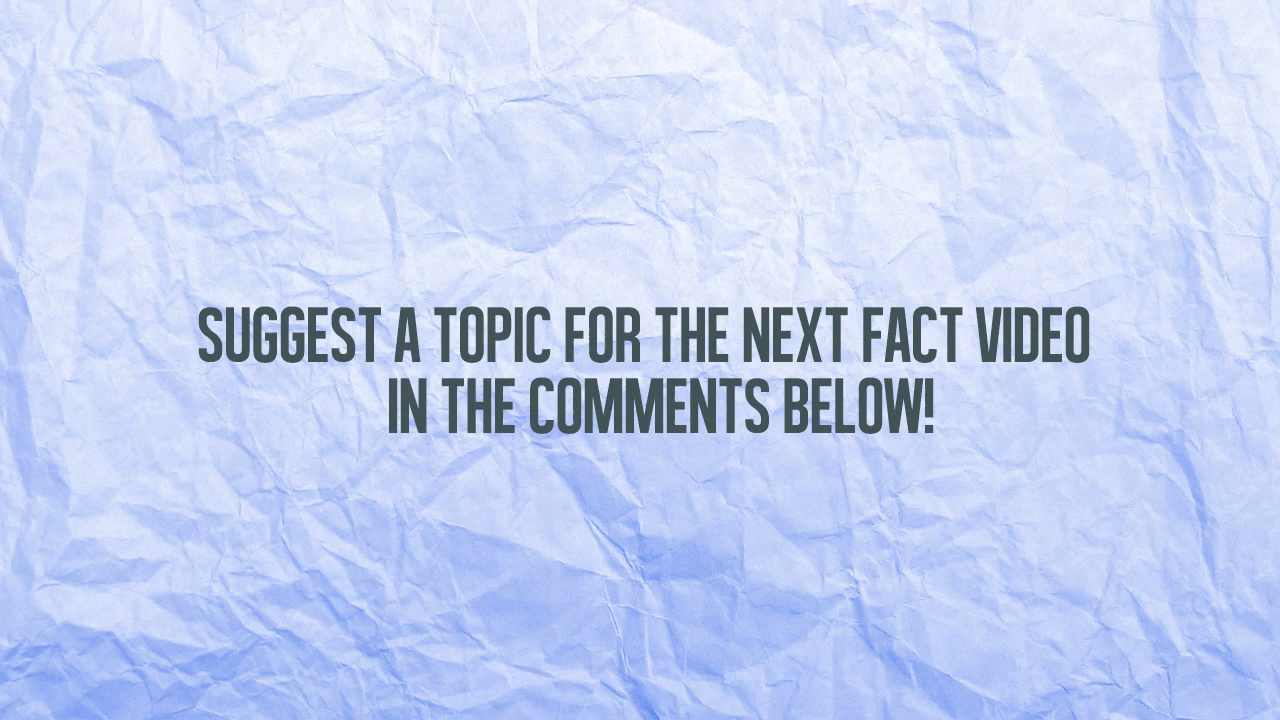 SUGGEST A TOPIC FOR THE NEXT FACT VIDEO
IN THE COMMENTS BELOW!